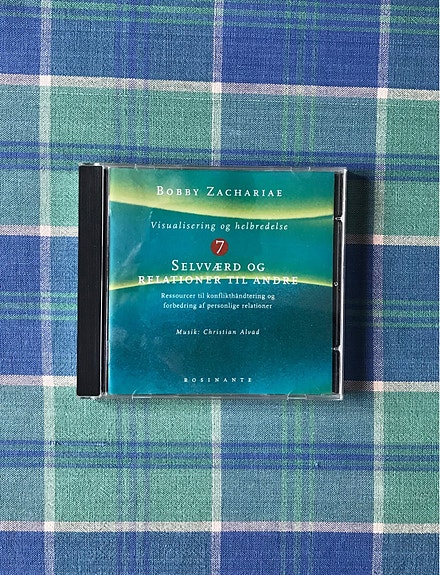 BOBBY ZACHARIAE
Visualisering og helbredelse
7
SELVVÆRD OG
RELATIONER TIL ANDRE
Ressourcer til konflikthåndtering og
forbedring af personlige relationer
Musik: Christian Alvad
ROSINANTE